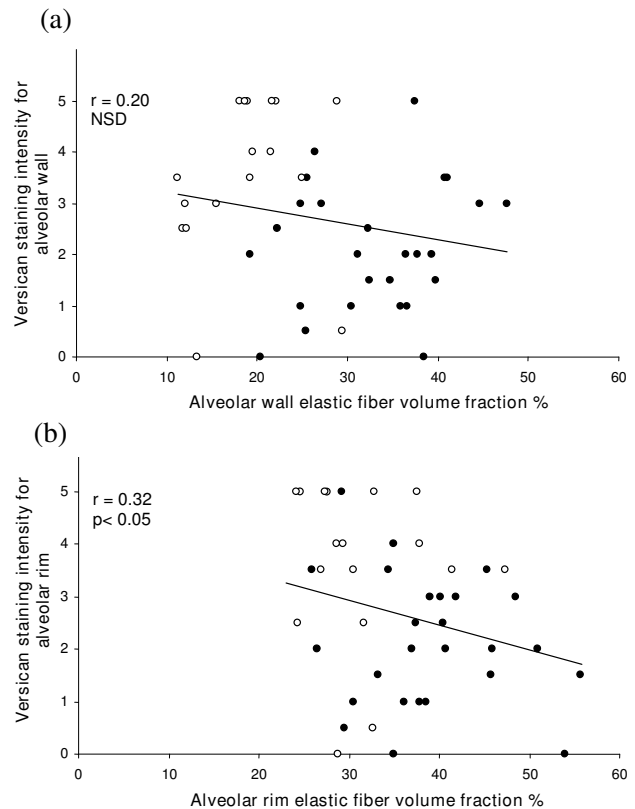 (a)
r = 0.20
NSD
Versican staining intensity for
alveolar wall
5
4
3
2
1
0
0 10 20 30 40 50 60
Alveolar wall elastic fiber volume fraction %
(b)
r = 0.32
p< 0.05
Versican staining intensity for
alveolar rim
5
4
3
2
1
0
0 10 20 30 40 50 60
Alveolar rim elastic fiber volume fraction %